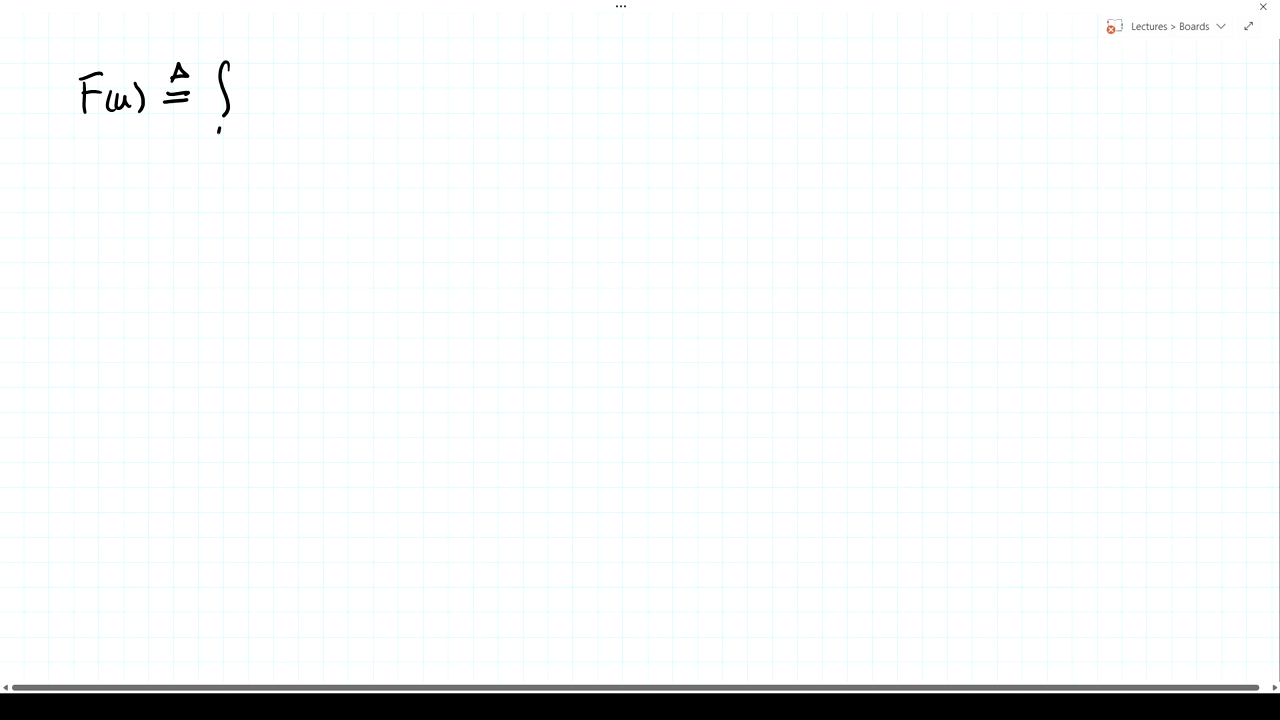 Lectures > Boards
F(u) ≜ ∫